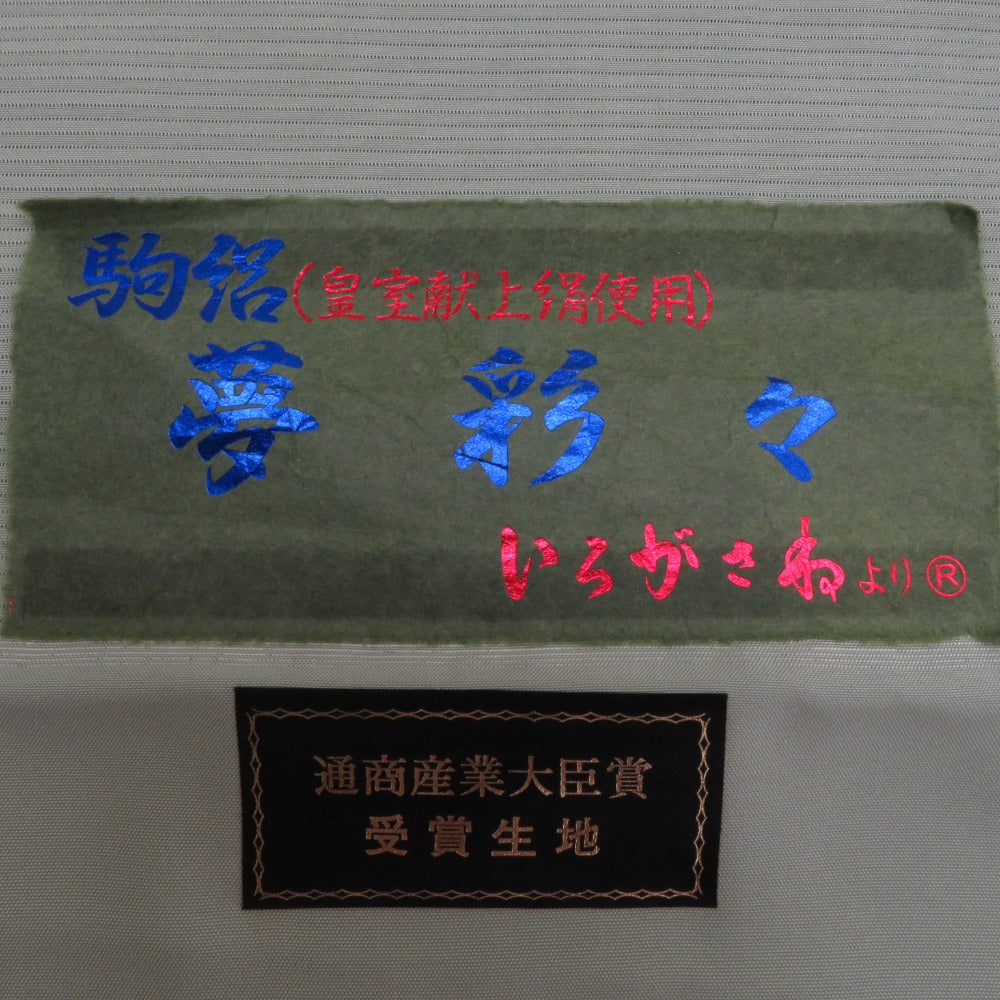 駒絽(皇室献上絹使用)
夢彩々
いろがさねより®
通商産業大臣賞
受賞生地